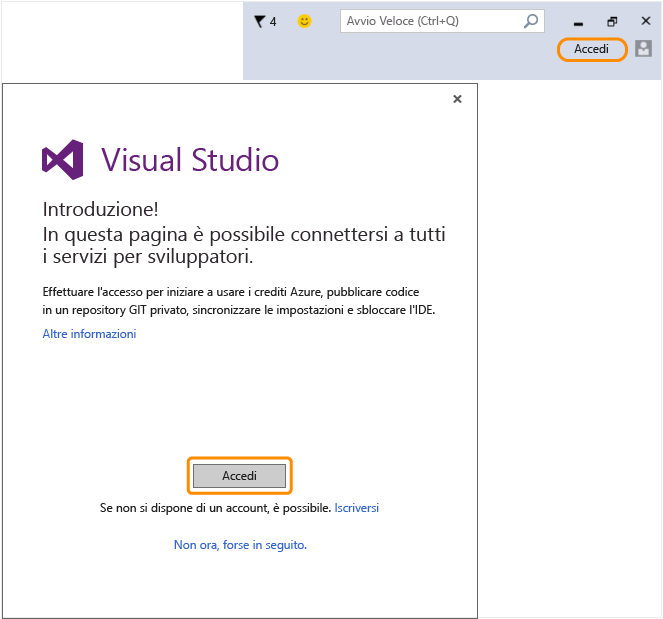 4
Avvio Veloce (Ctrl+Q)
Accedi
Visual Studio
Introduzione!
In questa pagina è possibile connettersi a tutti
i servizi per sviluppatori.
Effettuare l'accesso per iniziare a usare i crediti Azure, pubblicare codice
in un repository GIT privato, sincronizzare le impostazioni e sbloccare l'IDE.
Altre informazioni
Accedi
Se non si dispone di un account, è possibile. Iscriversi
Non ora, forse in seguito.